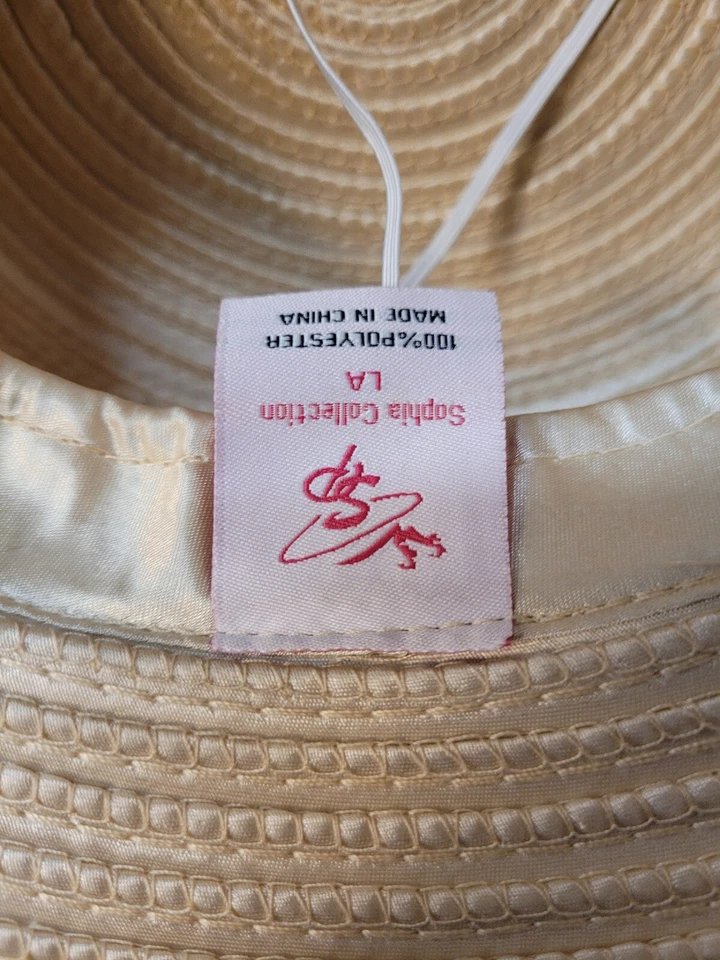 Sophia Collection
LA
100%POLYESTER
MADE IN CHINA